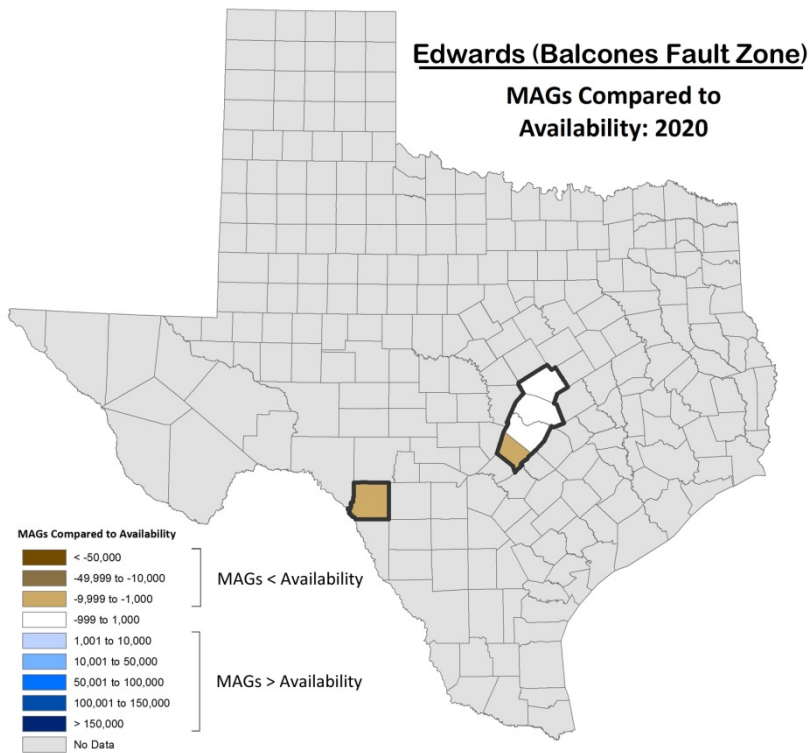 Edwards (Balcones Fault Zone)
MAGs Compared to
Availability: 2020
MAGs Compared to Availability
< -50,000
-49,999 to -10,000
-9,999 to -1,000
MAGs < Availability
-999 to 1,000
1,001 to 10,000
10,001 to 50,000
50,001 to 100,000
MAGs > Availability
100,001 to 150,000
> 150,000
No Data